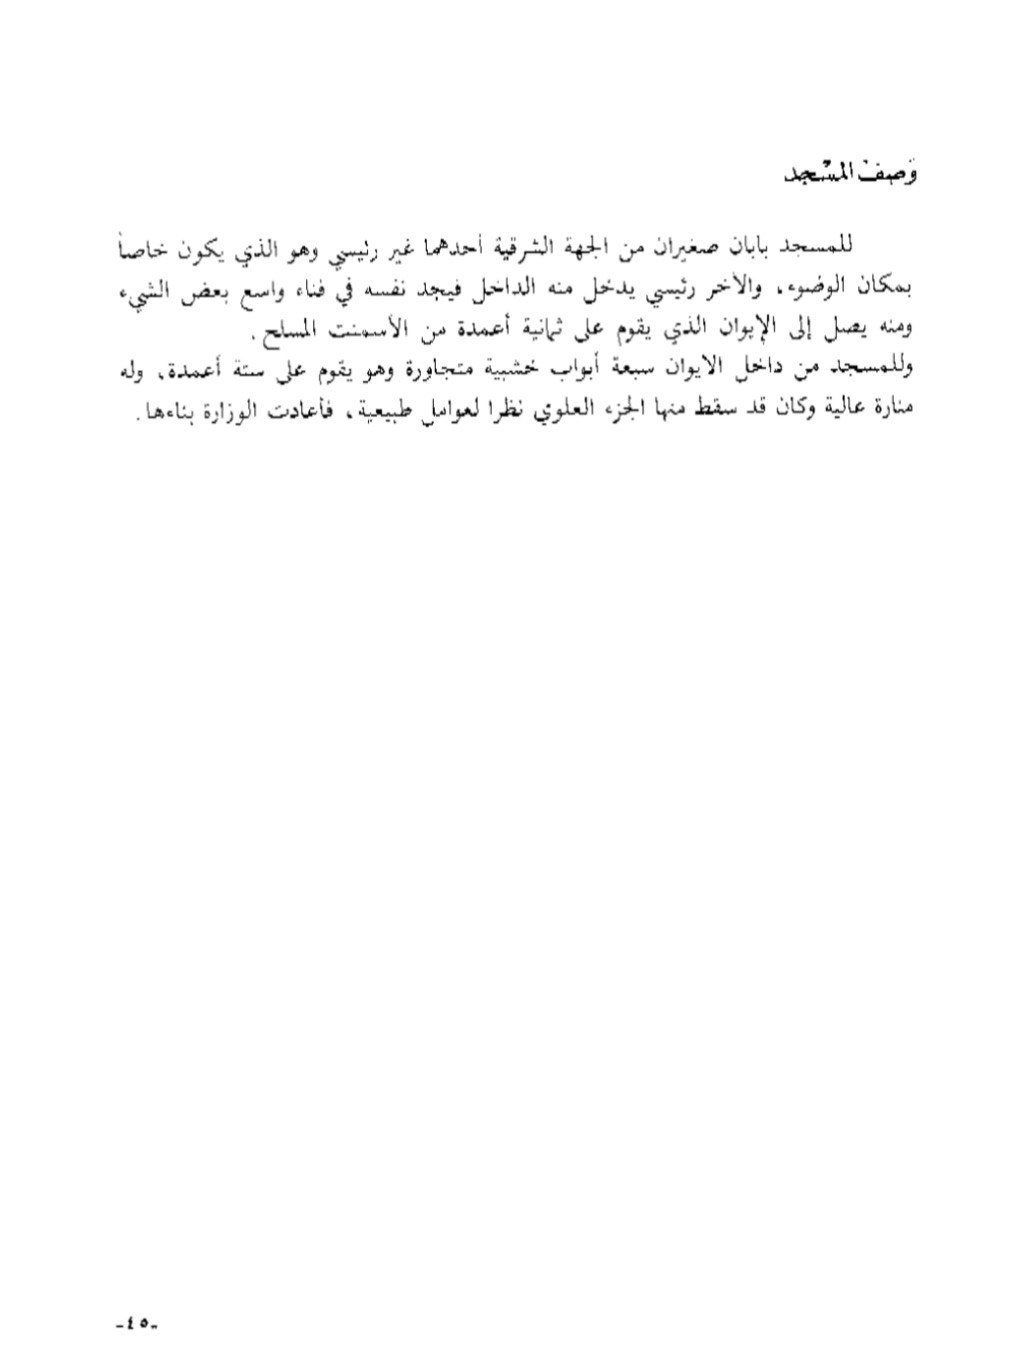 وَصفْ المسْجد
للمسجد بابان صغيران من الجهة الشرقية أحدهما غير رئيسي وهو الذي يكون خاصاً
بمكان الوضوء، والآخر رئيسي يدخل منه الداخل فيجد نفسه في فناء واسع بعض الشيء
ومنه يصل إلى الإيوان الذي يقوم على ثمانية أعمدة من الأسمنت المسلح.
وللمسجد من داخل الايوان سبعة أبواب خشبية متجاورة وهو يقوم على ستة أعمدة، وله
منارة عالية وكان قد سقط منها الجزء العلوي نظرا لعوامل طبيعية، فأعادت الوزارة بناءها.
-٤٥-